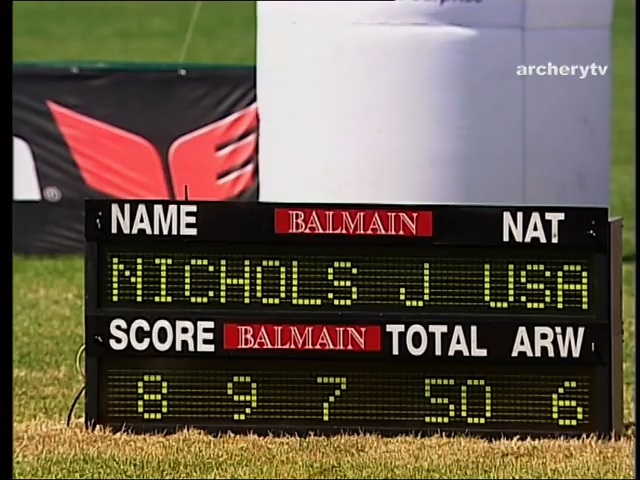 archerytv
NAME BALMAIN NAT
NICHOLS J USA
SCORE BALMAIN TOTAL ARW
8 9 7 50 6